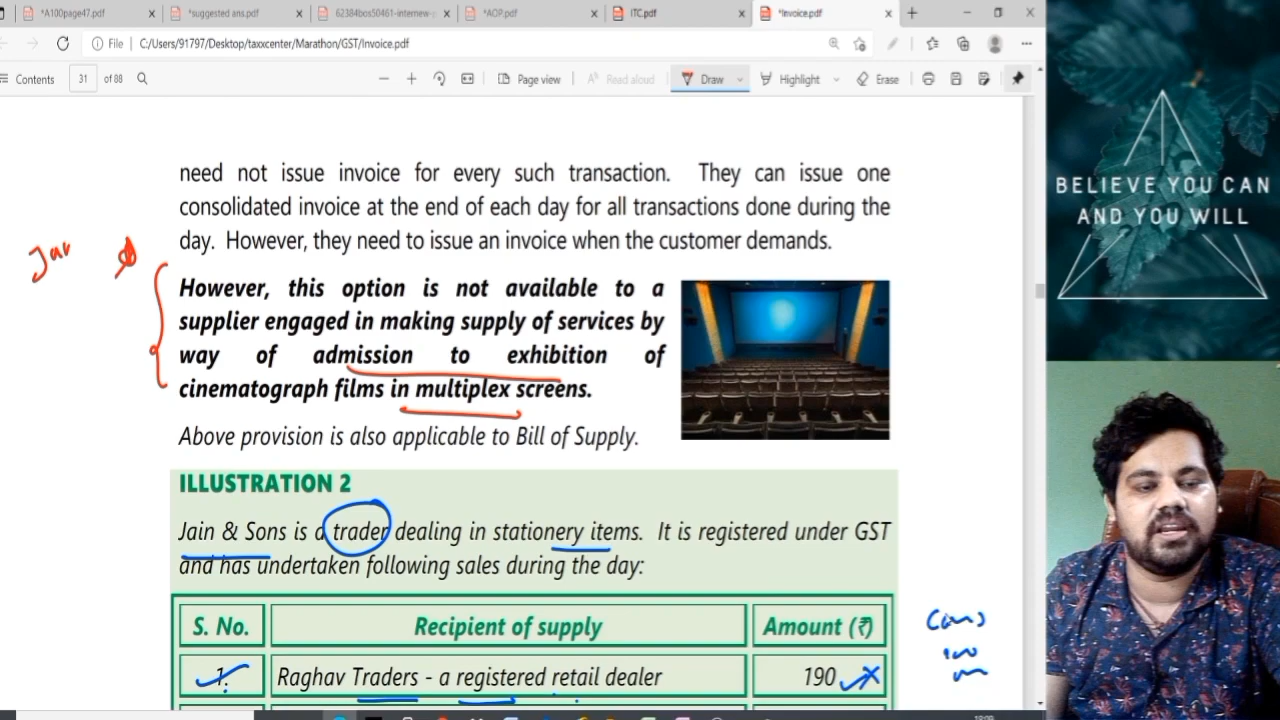 *A100page47.pdf
*suggested ans.pdf
62384bos50461-internew-
*AOP.pdf
ITC.pdf
*Invoice.pdf
File
C:/Users/91797/Desktop/taxxcenter/Marathon/GST/Invoice.pdf
Contents
31
of 88
Page view
Read aloud
Draw
Highlight
Erase
need not issue invoice for every such transaction. They can issue one
consolidated invoice at the end of each day for all transactions done during the
day. However, they need to issue an invoice when the customer demands.
Jar
However, this option is not available to a
supplier engaged in making supply of services by
way of admission to exhibition of
cinematograph films in multiplex screens.
Above provision is also applicable to Bill of Supply.
ILLUSTRATION 2
Jain & Sons is a trader dealing in stationery items. It is registered under GST
and has undertaken following sales during the day:
S. No.
Recipient of supply
Amount (₹)
1.
Raghav Traders - a registered retail dealer
190
BELIEVE YOU CAN
AND YOU WILL